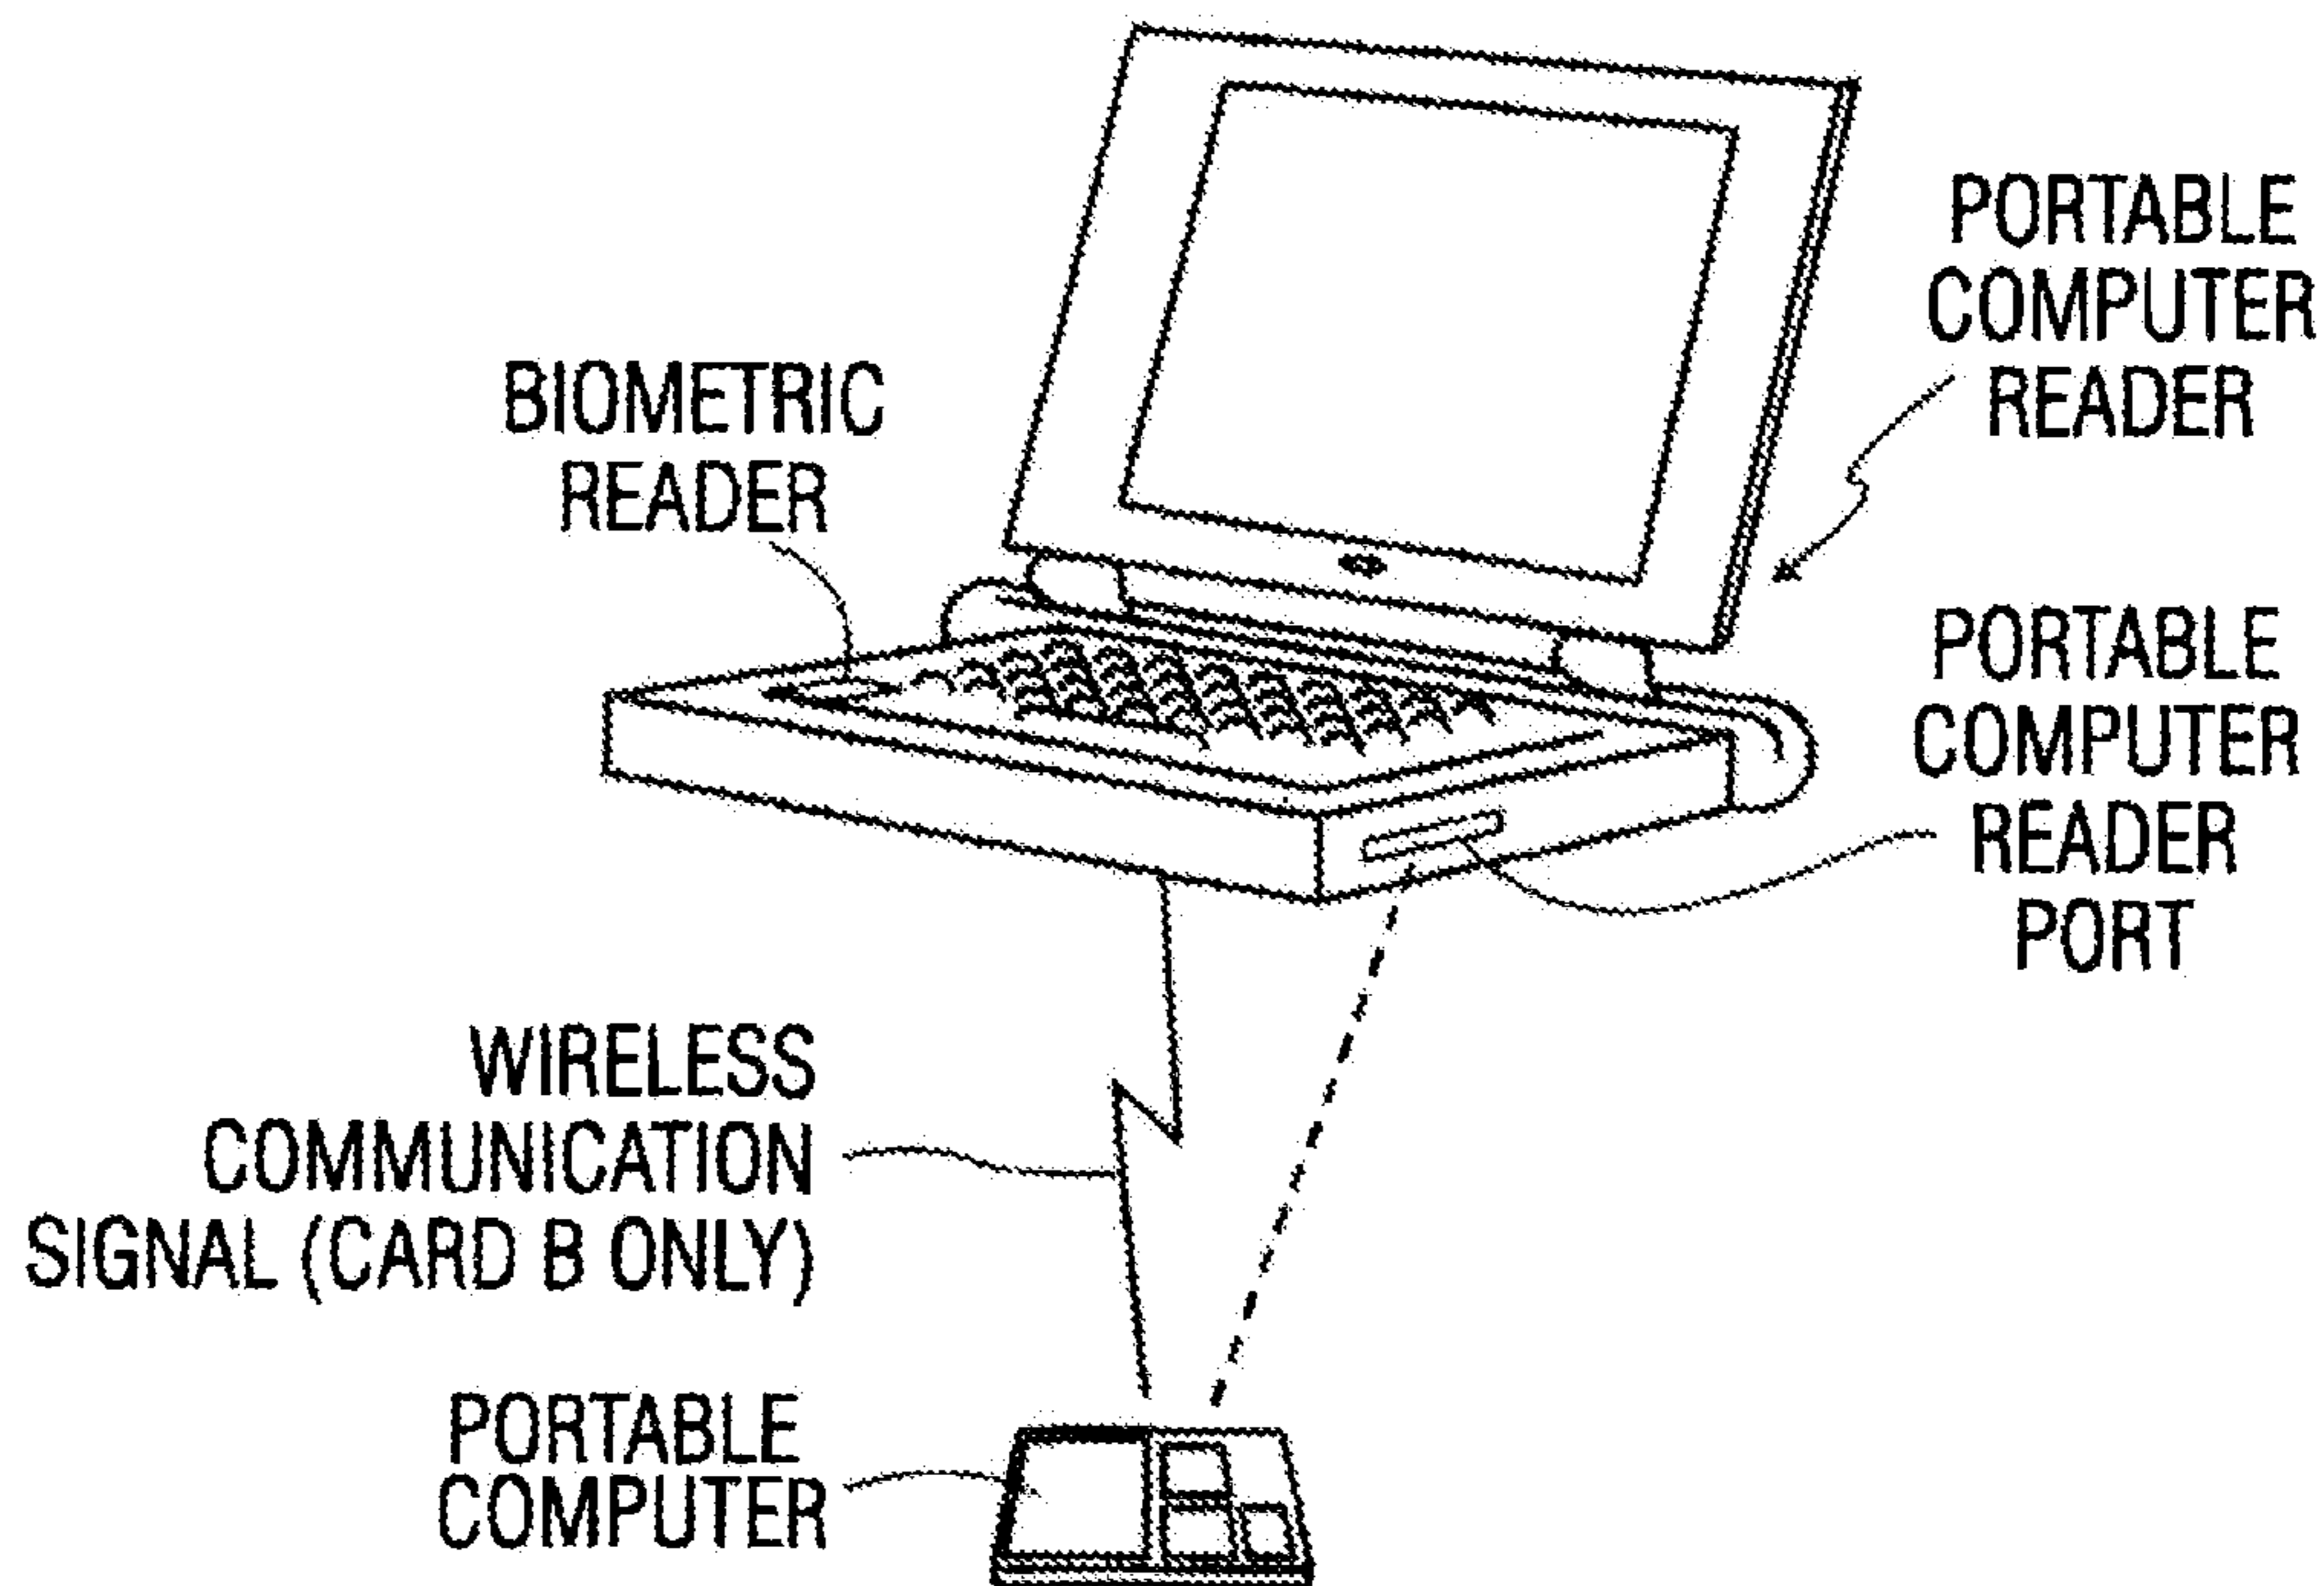 PORTABLE
COMPUTER
READER
BIOMETRIC
READER
PORTABLE
COMPUTER
READER
PORT
WIRELESS
COMMUNICATION
SIGNAL (CARD B ONLY)
PORTABLE
COMPUTER